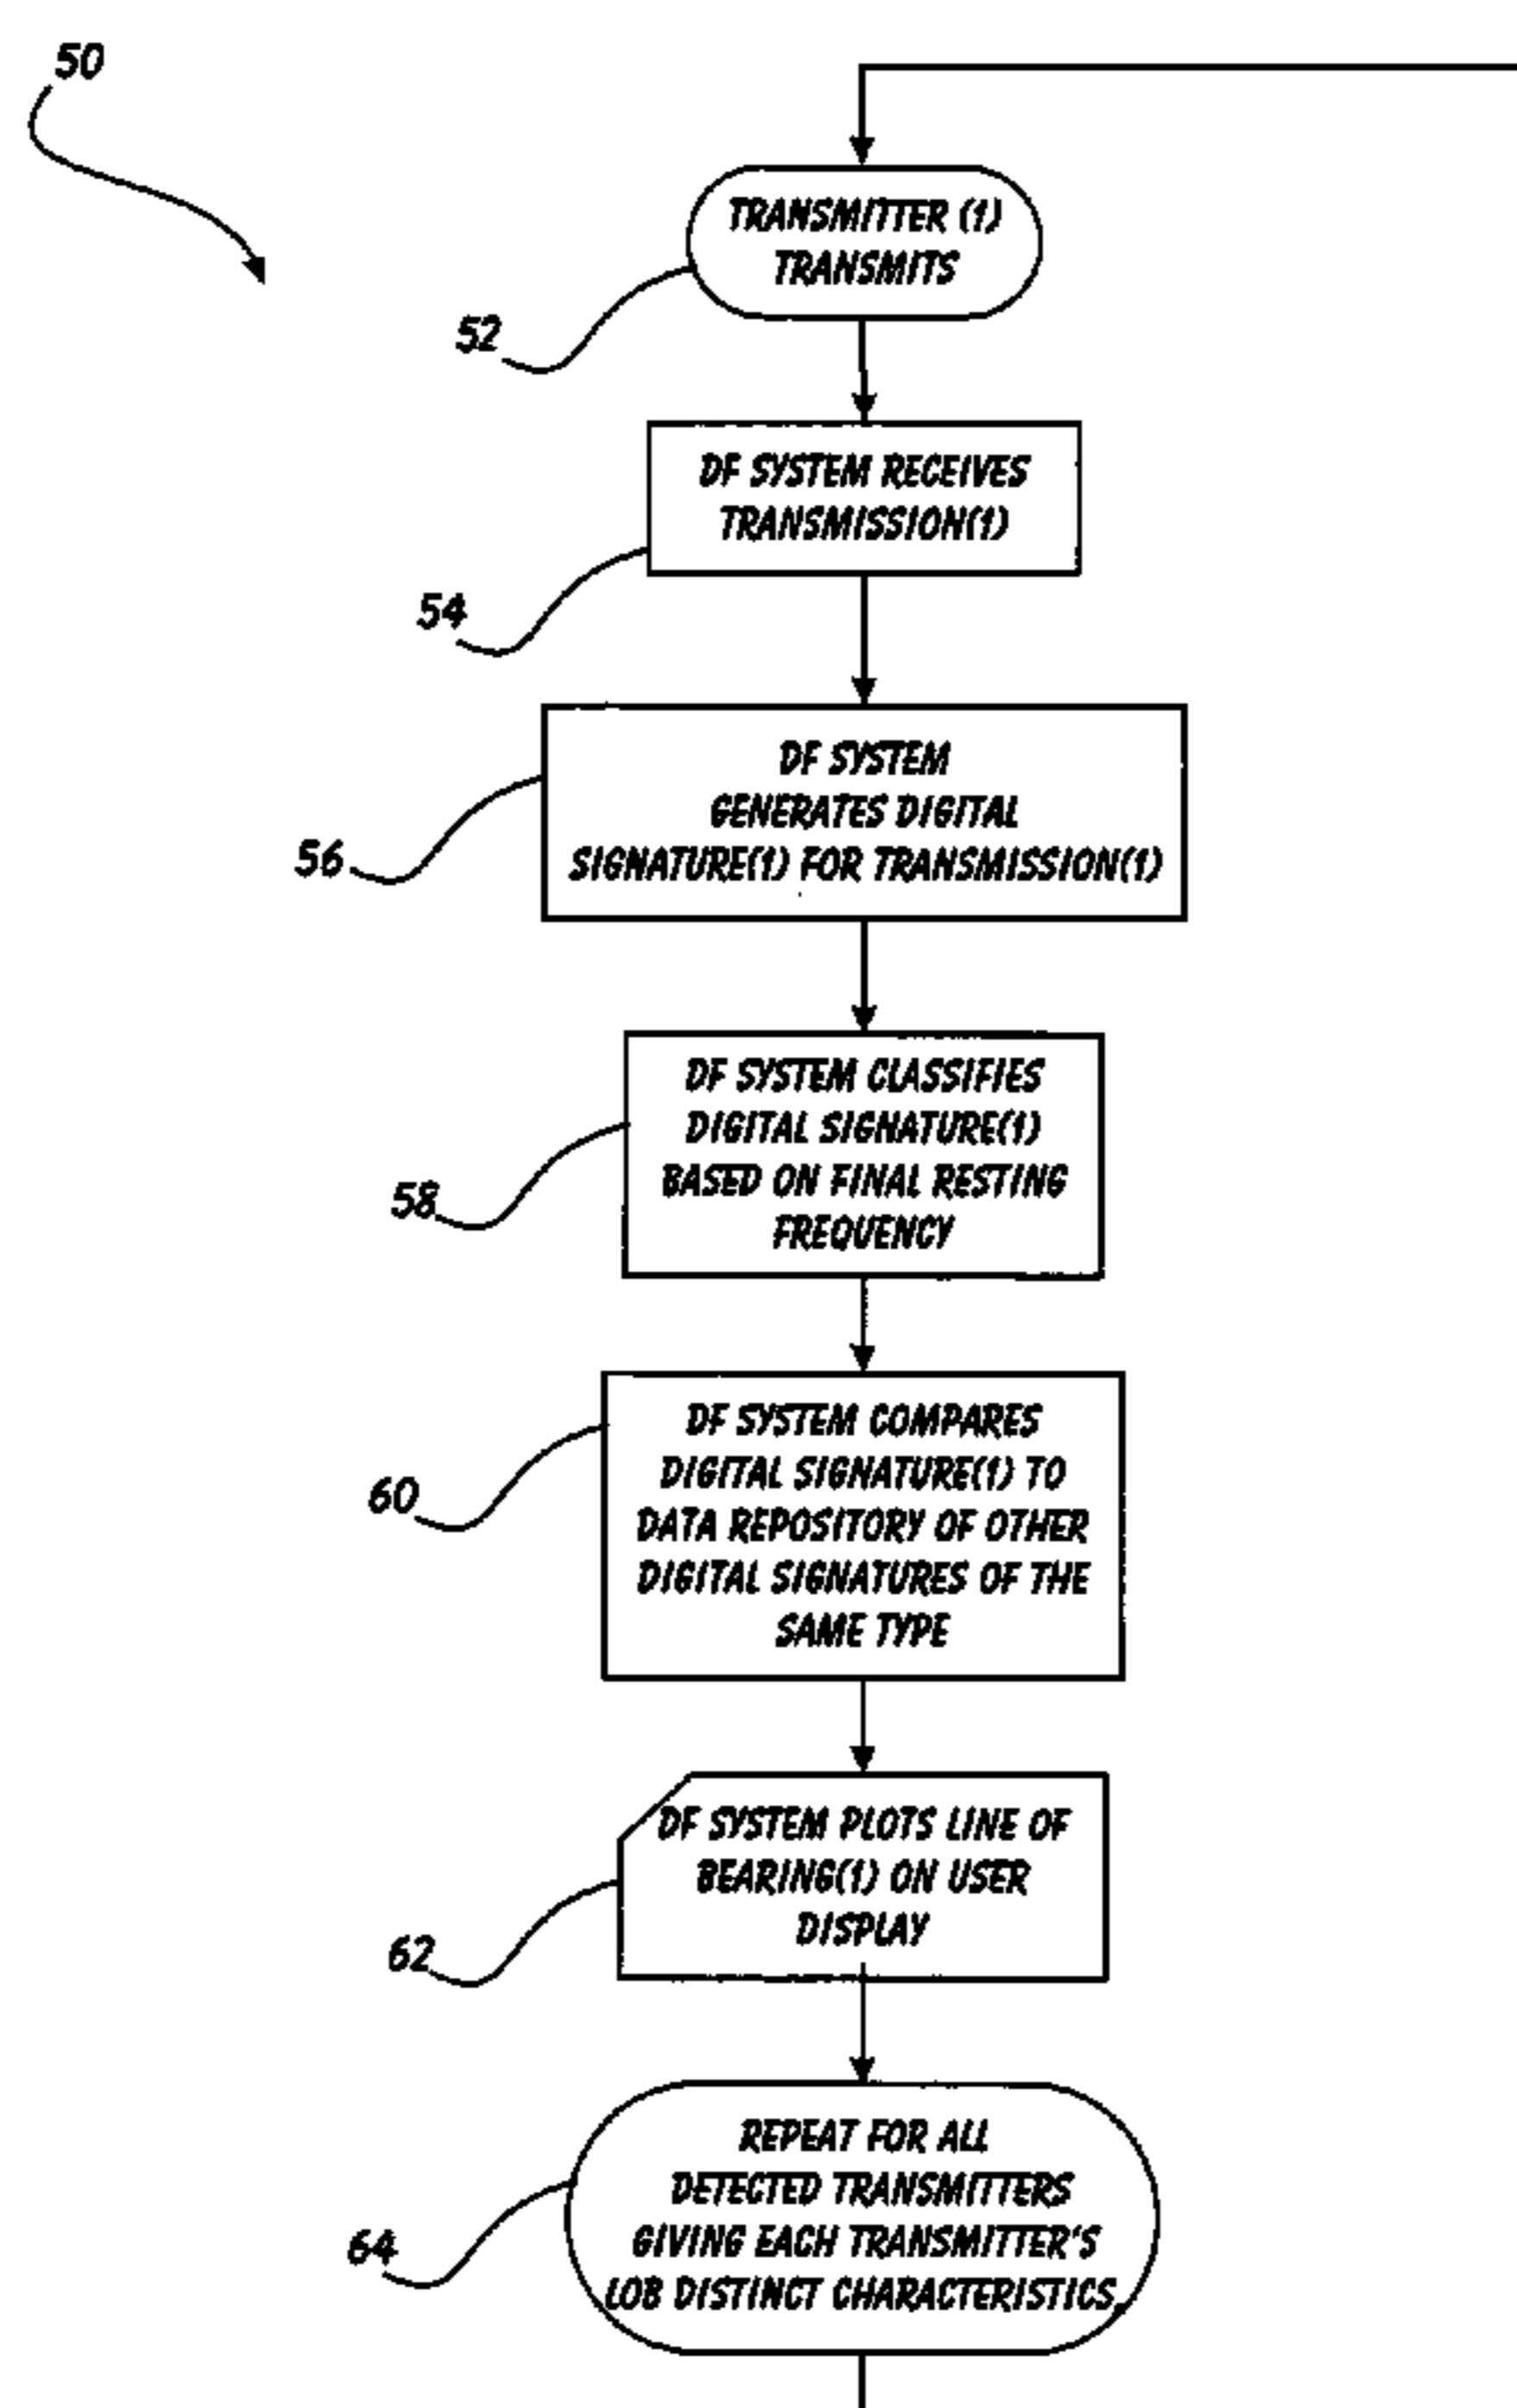 50
TRANSMITTER (1)
TRANSMITS
52
DF SYSTEM RECEIVES
TRANSMISSION(1)
54
DF SYSTEM
GENERATES DIGITAL
SIGNATURE(1) FOR TRANSMISSION(1)
56
DF SYSTEM CLASSIFIES
DIGITAL SIGNATURE(1)
BASED ON FINAL RESTING
FREQUENCY
58
DF SYSTEM COMPARES
DIGITAL SIGNATURE(1) TO
DATA REPOSITORY OF OTHER
DIGITAL SIGNATURES OF THE
SAME TYPE
60
DF SYSTEM PLOTS LINE OF
BEARING(1) ON USER
DISPLAY
62
REPEAT FOR ALL
DETECTED TRANSMITTERS
GIVING EACH TRANSMITTER'S
LOB DISTINCT CHARACTERISTICS.
64